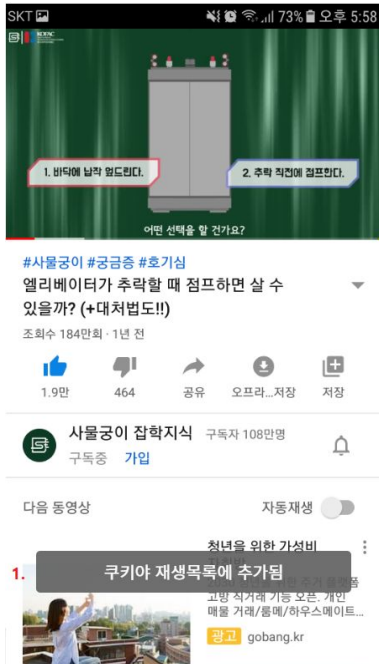 SKT 73% 오후 5:58
KOFAC
1. 바닥에 납작 엎드린다.
2. 추락 직전에 점프한다.
어떤 선택을 할 건가요?
#사물궁이 #궁금증 #호기심
엘리베이터가 추락할 때 점프하면 살 수
있을까? (+대처법도!!)
조회수 184만회 · 1년 전
1.9만 464 공유 오프라...저장 저장
사물궁이 잡학지식 구독자 108만명
구독중 가입
다음 동영상 자동재생
청년을 위한 가성비
1. 쿠키야 재생목록에 추가됨
고방 직거래 기능 오픈. 개인
매물 거래/룸메/하우스메이트...
광고 gobang.kr